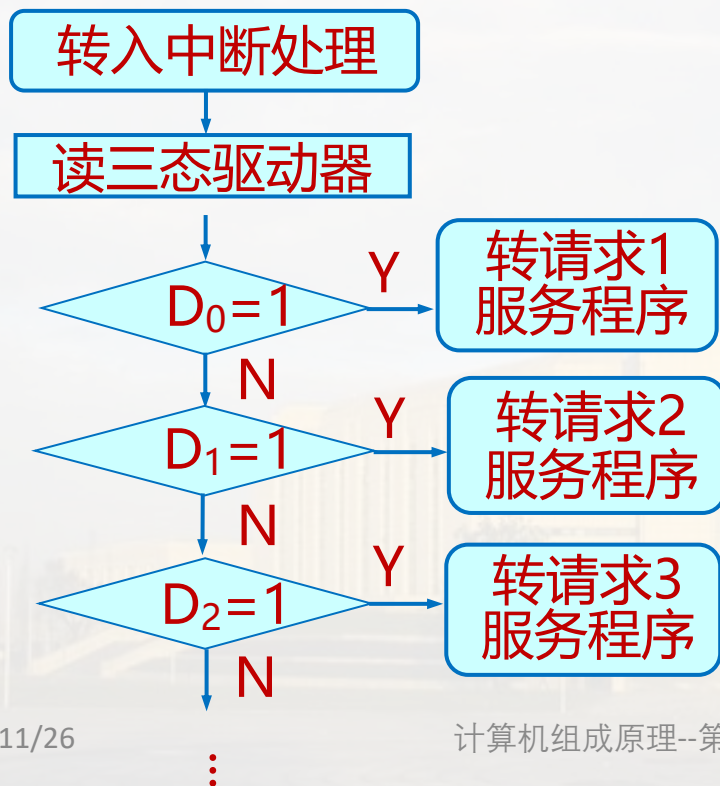 转入中断处理
读三态驱动器
D₀=1
Y
转请求1
服务程序
N
D₁=1
Y
转请求2
服务程序
N
D₂=1
Y
转请求3
服务程序
N
11/26
计算机组成原理--第
⋮